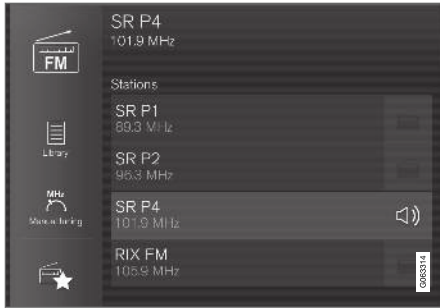 SR P4
101.9 MHz
FM
Stations
SR P1
89.3 MHz
Library
SR P2
96.3 MHz
MHz
Manual tuning
SR P4
101.9 MHz
RIX FM
105.9 MHz
G063314